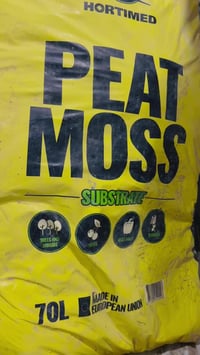 HORTIMED
PEAT
MOSS
SUBSTRATE
70L
MADE IN
EUROPEAN UNION